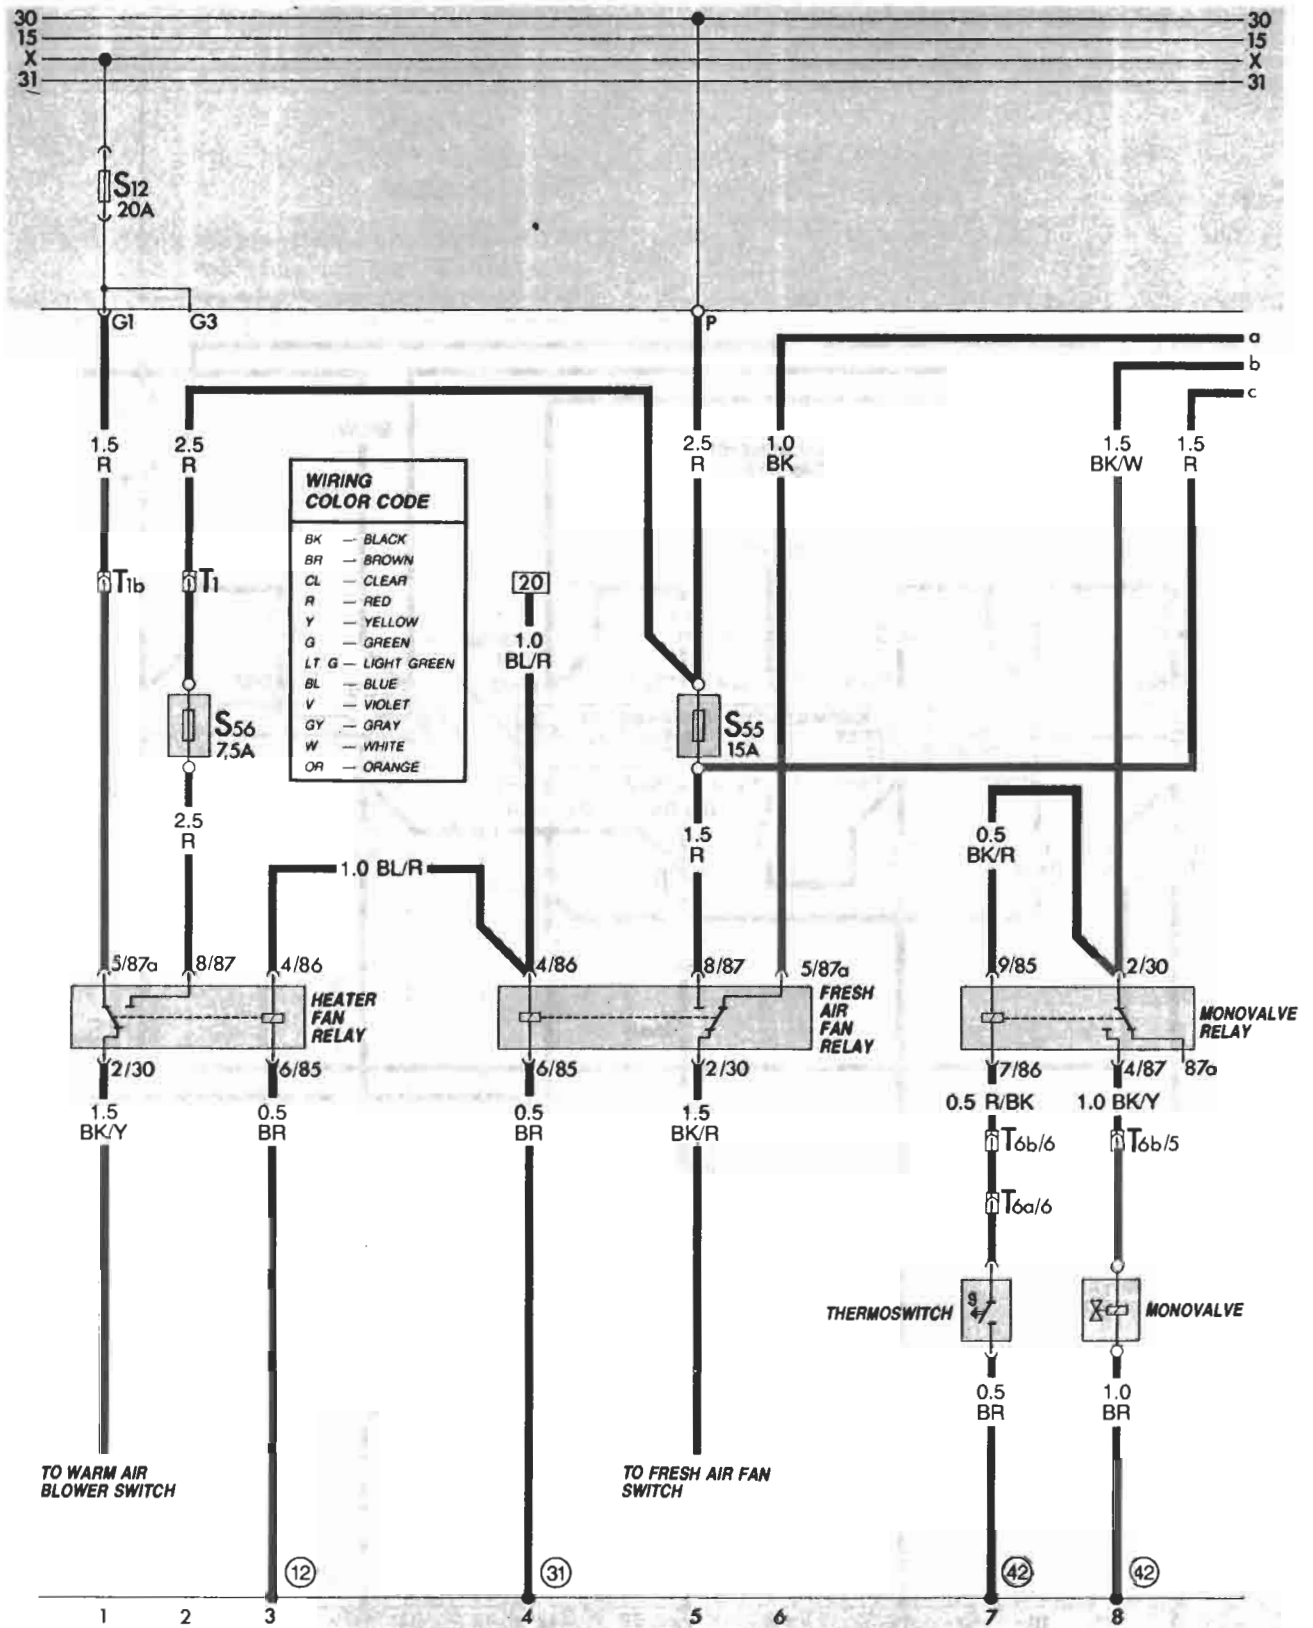 30 30
15 15
X X
31 31
S12
20A
G1 G3 P
a
b
c
1.5
R
2.5
R
2.5
R
1.0
BK
1.5
BK/W
1.5
R
WIRING
COLOR CODE
BK — BLACK
BR — BROWN
CL — CLEAR
R — RED
Y — YELLOW
G — GREEN
LT G — LIGHT GREEN
BL — BLUE
V — VIOLET
GY — GRAY
W — WHITE
OR — ORANGE
T1b T1
20
1.0
BL/R
S56
7,5A
S55
15A
2.5
R
1.5
R
0.5
BK/R
1.0 BL/R
5/87a 8/87 4/86 4/86 8/87 5/87a 9/85 2/30
HEATER
FAN
RELAY
FRESH
AIR
FAN
RELAY
MONOVALVE
RELAY
2/30 6/85 6/85 2/30 7/86 4/87 87a
1.5
BK/Y
0.5
BR
0.5
BR
1.5
BK/R
0.5 R/BK 1.0 BK/Y
T6b/6 T6b/5
T6a/6
THERMOSWITCH MONOVALVE
0.5
BR
1.0
BR
TO WARM AIR
BLOWER SWITCH
TO FRESH AIR FAN
SWITCH
12 31 42 42
1 2 3 4 5 6 7 8